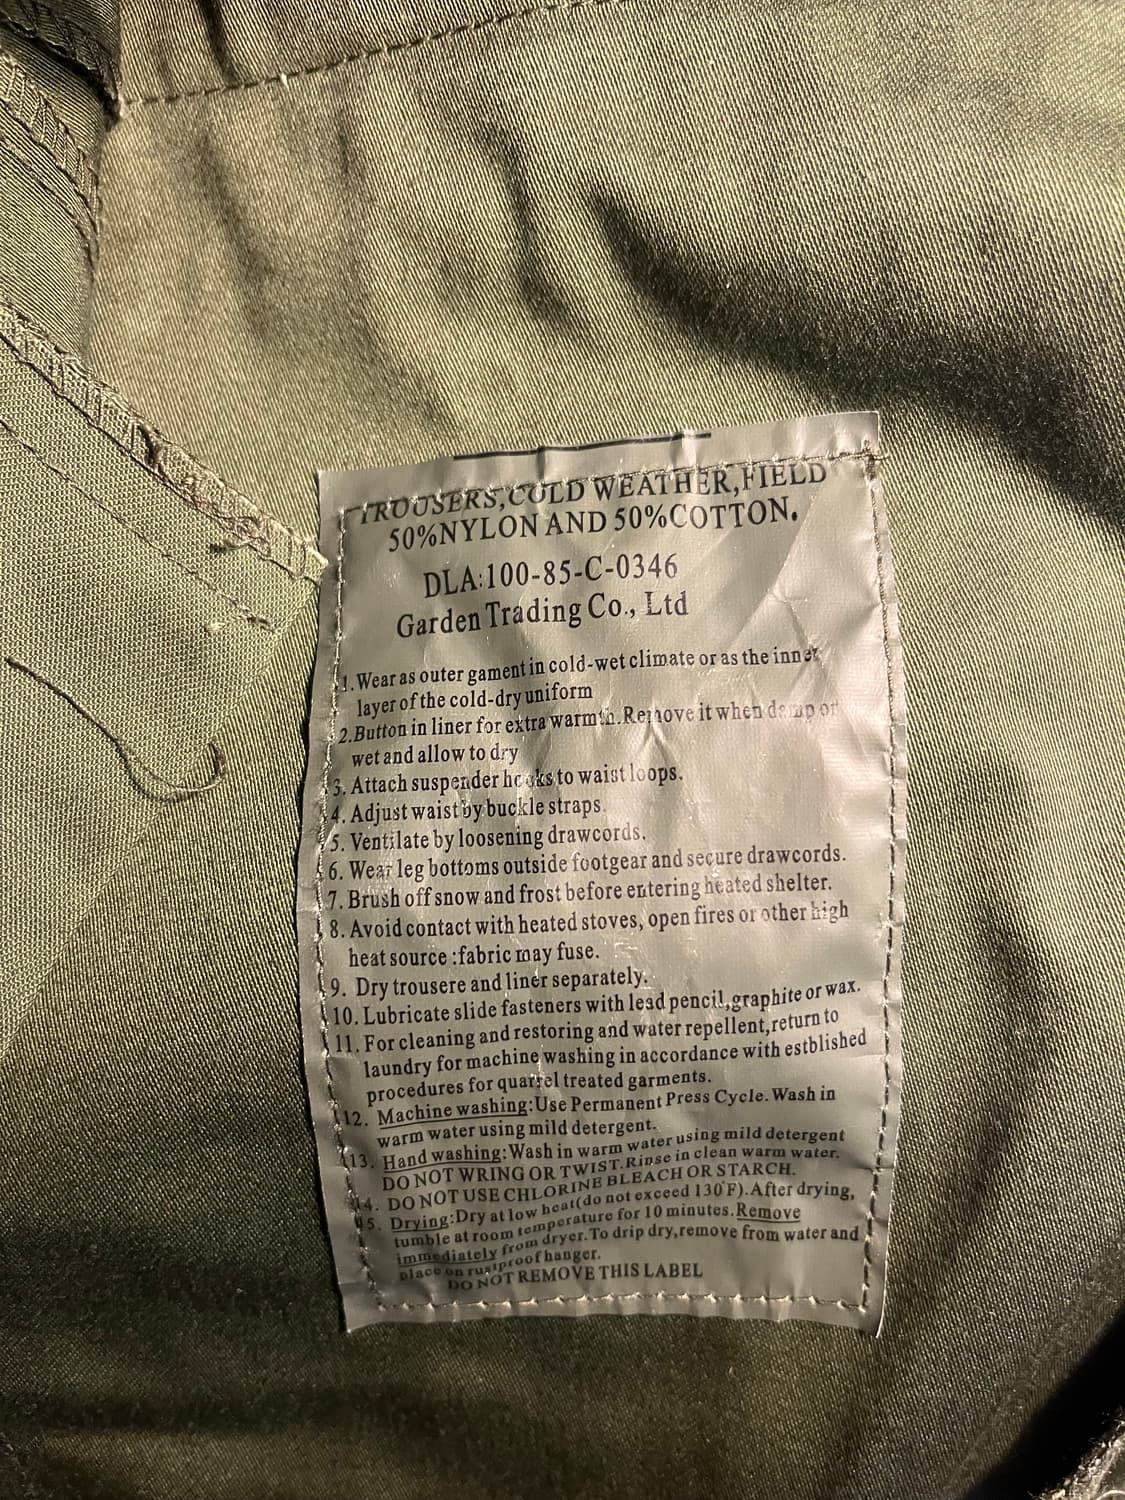 TROUSERS,COLD WEATHER,FIELD
50%NYLON AND 50%COTTON.
DLA:100-85-C-0346
Garden Trading Co., Ltd
1.Wear as outer gament in cold-wet climate or as the inner
layer of the cold-dry uniform
2.Button in liner for extra warmth.Remove it when damp or
wet and allow to dry
3. Attach suspender hooks to waist loops.
4. Adjust waist by buckle straps.
5. Ventilate by loosening drawcords.
6. Wear leg bottoms outside footgear and secure drawcords.
7. Brush off snow and frost before entering heated shelter.
8. Avoid contact with heated stoves, open fires or other high
heat source :fabric may fuse.
9. Dry trousere and liner separately.
10. Lubricate slide fasteners with lead pencil,graphite or wax.
11. For cleaning and restoring and water repellent,return to
laundry for machine washing in accordance with estblished
procedures for quarrel treated garments.
12. Machine washing:Use Permanent Press Cycle. Wash in
warm water using mild detergent.
13. Hand washing: Wash in warm water using mild detergent
DO NOT WRING OR TWIST. Rinse in clean warm water.
14. DO NOT USE CHLORINE BLEACH OR STARCH.
15. Drying:Dry at low heat(do not exceed 130°F).After drying,
tumble at room temperature for 10 minutes. Remove
immediately from dryer.To drip dry,remove from water and
place on rustproof hanger.
DO NOT REMOVE THIS LABEL